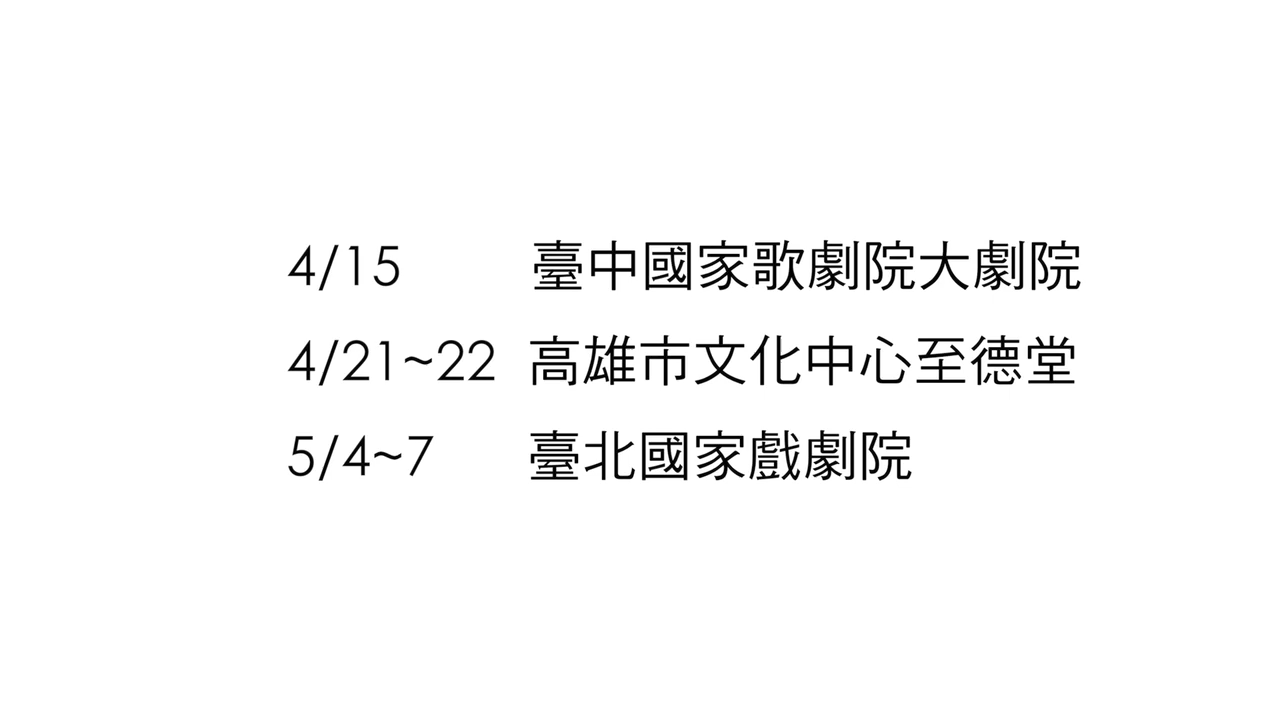 4/15 臺中國家歌劇院大劇院
4/21~22 高雄市文化中心至德堂
5/4~7 臺北國家戲劇院